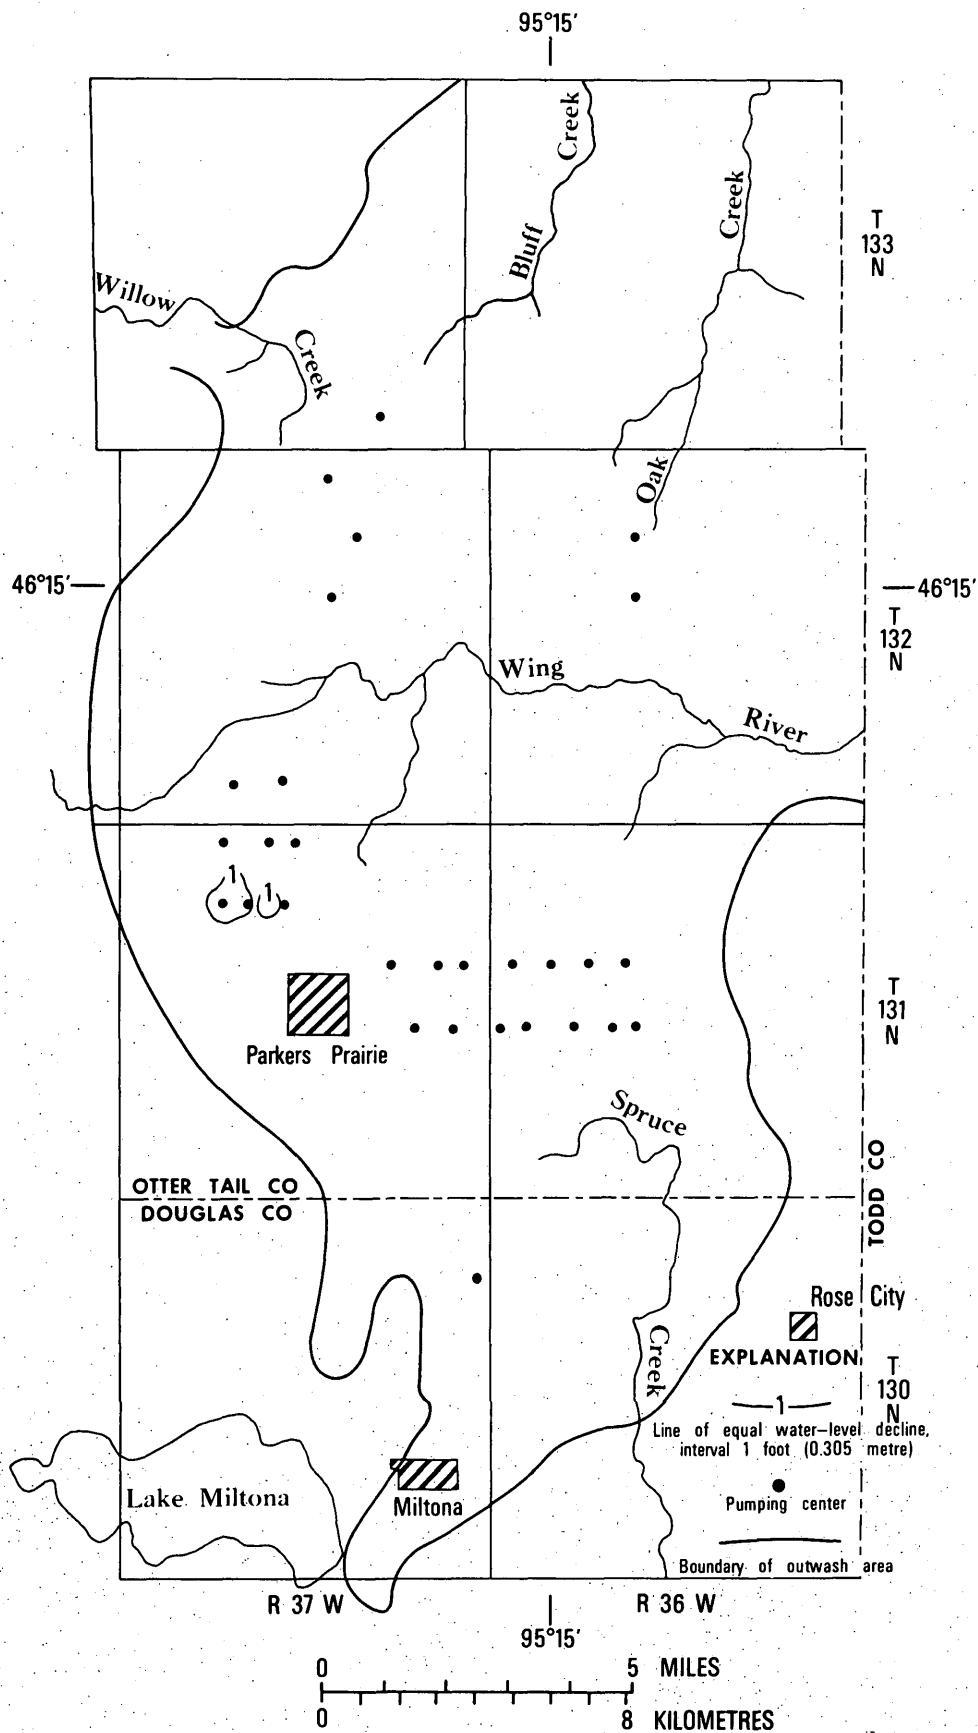 95°15′
Creek
Bluff
Creek
T
133
N
Willow
Creek
Oak
46°15′
46°15′
T
132
N
Wing
River
1
1
T
131
N
Parkers Prairie
Spruce
OTTER TAIL CO
DOUGLAS CO
TODD CO
Rose City
EXPLANATION
Creek
T
130
N
1
Line of equal water-level decline,
interval 1 foot (0.305 metre)
Lake Miltona
Miltona
Pumping center
Boundary of outwash area
R 37 W
R 36 W
95°15′
0 5 MILES
0 8 KILOMETRES